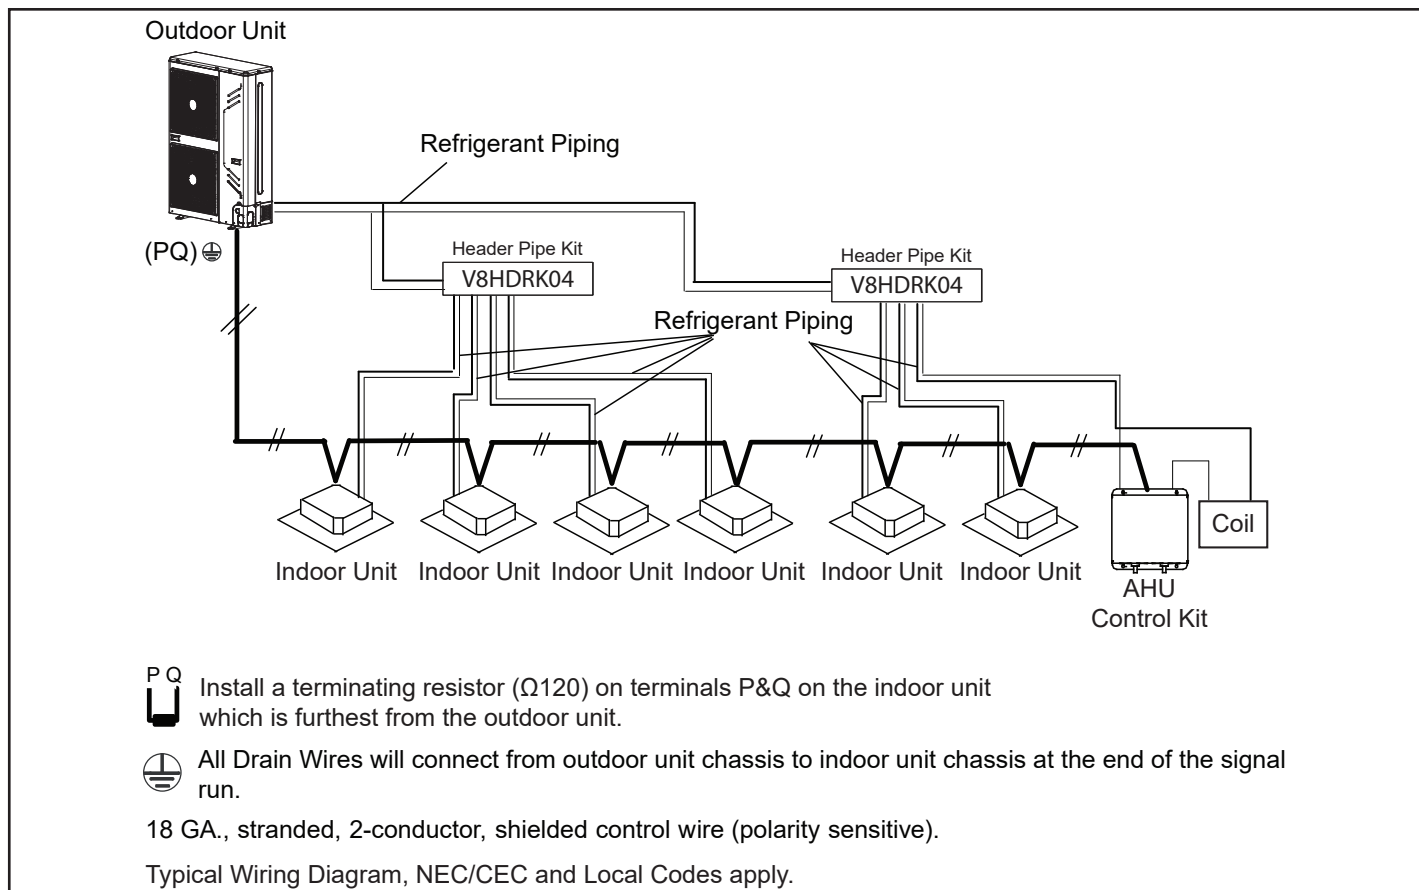 Outdoor Unit
Refrigerant Piping
(PQ)
Header Pipe Kit
V8HDRK04
Header Pipe Kit
V8HDRK04
Refrigerant Piping
Indoor Unit
Indoor Unit
Indoor Unit
Indoor Unit
Indoor Unit
Indoor Unit
Coil
AHU
Control Kit
P Q
Install a terminating resistor (Ω120) on terminals P&Q on the indoor unit
which is furthest from the outdoor unit.
All Drain Wires will connect from outdoor unit chassis to indoor unit chassis at the end of the signal
run.
18 GA., stranded, 2-conductor, shielded control wire (polarity sensitive).
Typical Wiring Diagram, NEC/CEC and Local Codes apply.